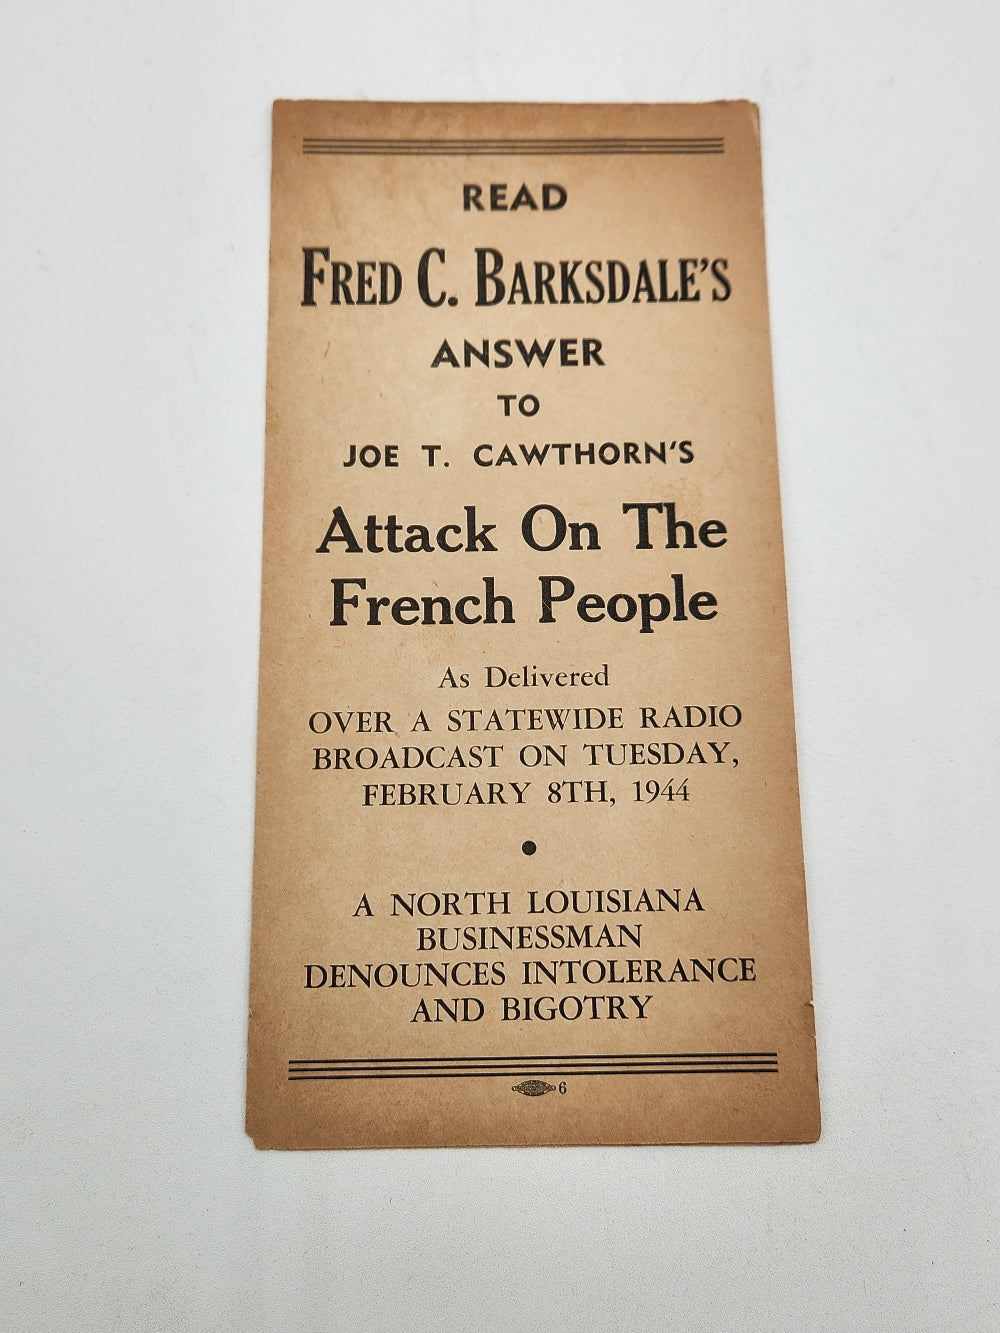 READ
FRED C. BARKSDALE'S
ANSWER
TO
JOE T. CAWTHORN'S
Attack On The
French People
As Delivered
OVER A STATEWIDE RADIO
BROADCAST ON TUESDAY,
FEBRUARY 8TH, 1944
A NORTH LOUISIANA
BUSINESSMAN
DENOUNCES INTOLERANCE
AND BIGOTRY
6